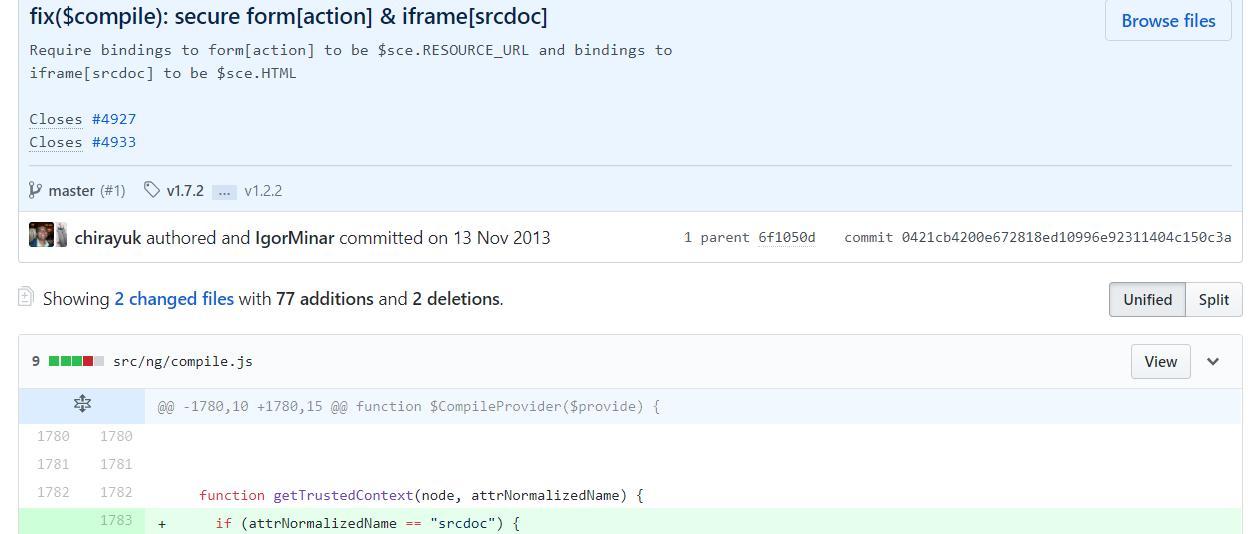 fix($compile): secure form[action] & iframe[srcdoc]
Browse files
Require bindings to form[action] to be $sce.RESOURCE_URL and bindings to
iframe[srcdoc] to be $sce.HTML
Closes #4927
Closes #4933
master (#1) v1.7.2 ... v1.2.2
chirayuk authored and IgorMinar committed on 13 Nov 2013 1 parent 6f1050d commit 0421cb4200e672818ed10996e92311404c150c3a
Showing 2 changed files with 77 additions and 2 deletions. Unified Split
9 src/ng/compile.js View
@@ -1780,10 +1780,15 @@ function $CompileProvider($provide) {
1780 1780
1781 1781
1782 1782 function getTrustedContext(node, attrNormalizedName) {
1783 + if (attrNormalizedName == "srcdoc") {